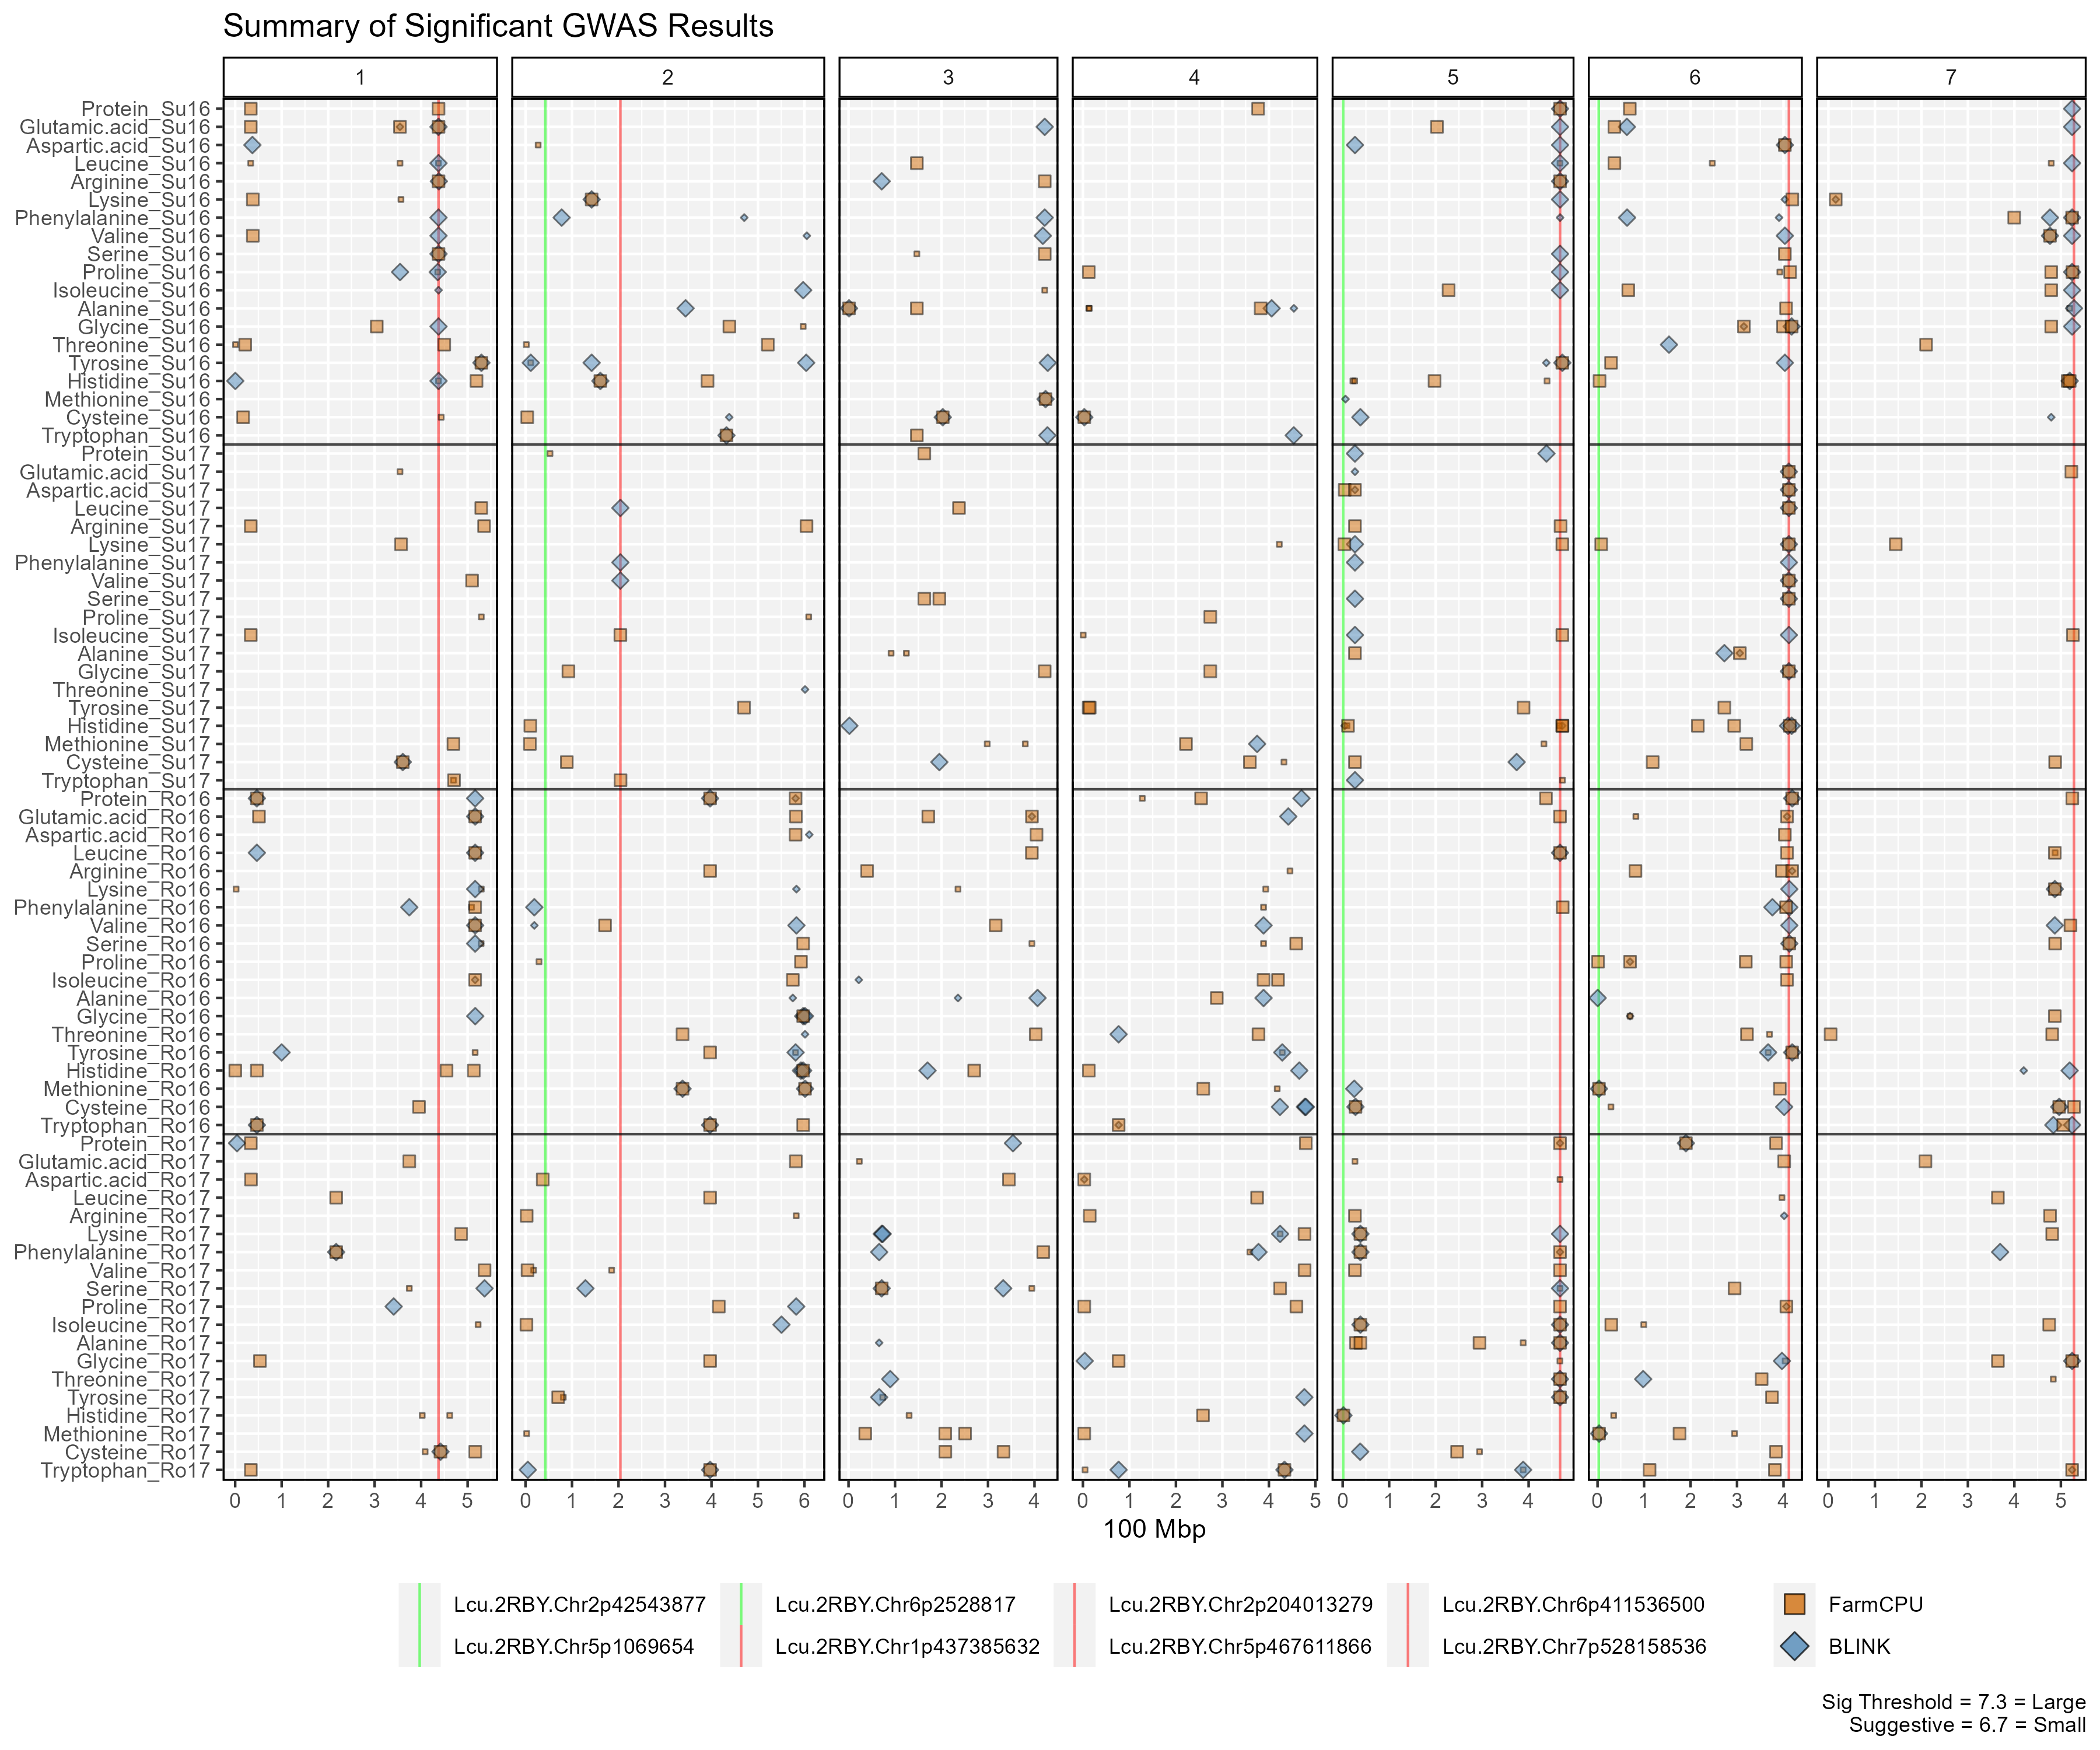 Summary of Significant GWAS Results
1 2 3 4 5 6 7
Protein_Su16
Glutamic.acid_Su16
Aspartic.acid_Su16
Leucine_Su16
Arginine_Su16
Lysine_Su16
Phenylalanine_Su16
Valine_Su16
Serine_Su16
Proline_Su16
Isoleucine_Su16
Alanine_Su16
Glycine_Su16
Threonine_Su16
Tyrosine_Su16
Histidine_Su16
Methionine_Su16
Cysteine_Su16
Tryptophan_Su16
Protein_Su17
Glutamic.acid_Su17
Aspartic.acid_Su17
Leucine_Su17
Arginine_Su17
Lysine_Su17
Phenylalanine_Su17
Valine_Su17
Serine_Su17
Proline_Su17
Isoleucine_Su17
Alanine_Su17
Glycine_Su17
Threonine_Su17
Tyrosine_Su17
Histidine_Su17
Methionine_Su17
Cysteine_Su17
Tryptophan_Su17
Protein_Ro16
Glutamic.acid_Ro16
Aspartic.acid_Ro16
Leucine_Ro16
Arginine_Ro16
Lysine_Ro16
Phenylalanine_Ro16
Valine_Ro16
Serine_Ro16
Proline_Ro16
Isoleucine_Ro16
Alanine_Ro16
Glycine_Ro16
Threonine_Ro16
Tyrosine_Ro16
Histidine_Ro16
Methionine_Ro16
Cysteine_Ro16
Tryptophan_Ro16
Protein_Ro17
Glutamic.acid_Ro17
Aspartic.acid_Ro17
Leucine_Ro17
Arginine_Ro17
Lysine_Ro17
Phenylalanine_Ro17
Valine_Ro17
Serine_Ro17
Proline_Ro17
Isoleucine_Ro17
Alanine_Ro17
Glycine_Ro17
Threonine_Ro17
Tyrosine_Ro17
Histidine_Ro17
Methionine_Ro17
Cysteine_Ro17
Tryptophan_Ro17
0 1 2 3 4 5 0 1 2 3 4 5 6 0 1 2 3 4 0 1 2 3 4 5 0 1 2 3 4 0 1 2 3 4 0 1 2 3 4 5
100 Mbp
Lcu.2RBY.Chr2p42543877 Lcu.2RBY.Chr6p2528817 Lcu.2RBY.Chr2p204013279 Lcu.2RBY.Chr6p411536500 FarmCPU
Lcu.2RBY.Chr5p1069654 Lcu.2RBY.Chr1p437385632 Lcu.2RBY.Chr5p467611866 Lcu.2RBY.Chr7p528158536 BLINK
Sig Threshold = 7.3 = Large
Suggestive = 6.7 = Small